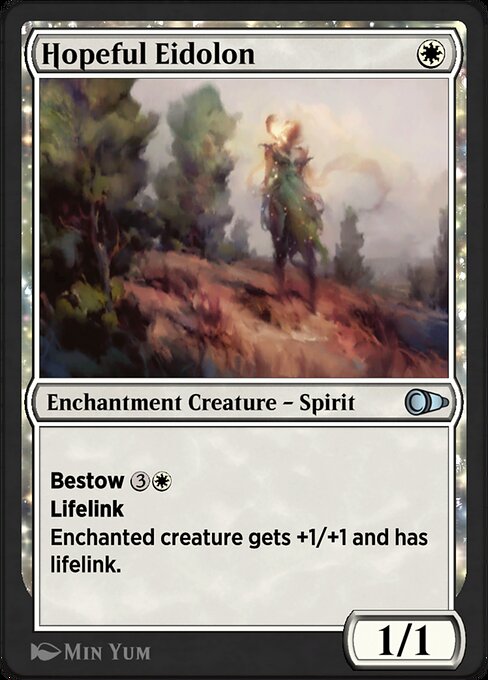 Hopeful Eidolon
Enchantment Creature – Spirit
Bestow 3
Lifelink
Enchanted creature gets +1/+1 and has
lifelink.
1/1
Min Yum